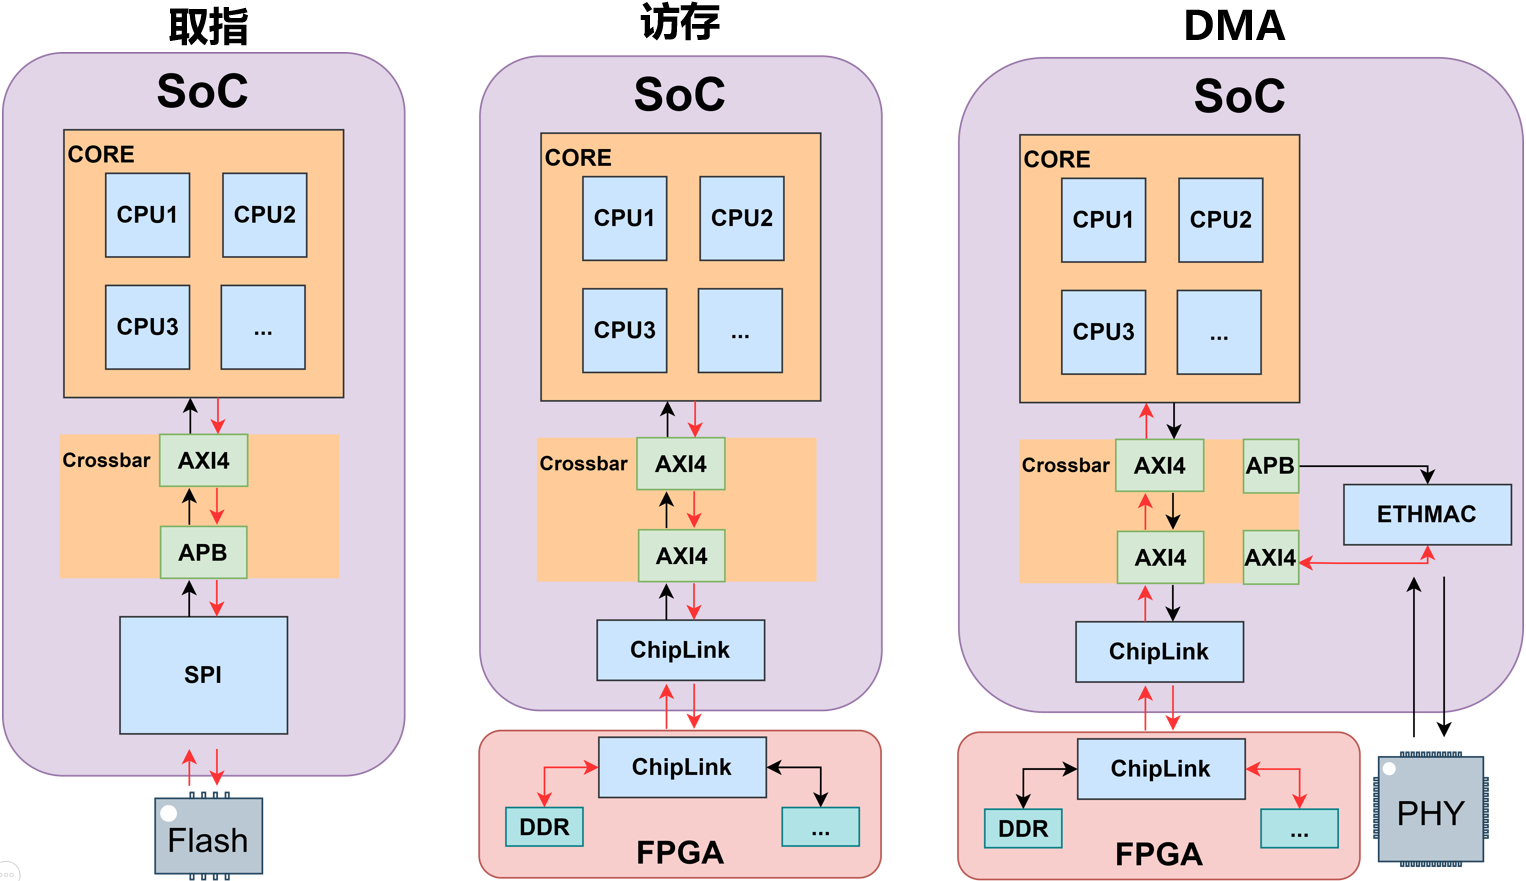 取指
SoC
CORE
CPU1
CPU2
CPU3
...
Crossbar
AXI4
APB
SPI
Flash
访存
SoC
CORE
CPU1
CPU2
CPU3
...
Crossbar
AXI4
AXI4
ChipLink
ChipLink
DDR
...
FPGA
DMA
SoC
CORE
CPU1
CPU2
CPU3
...
Crossbar
AXI4
APB
ETHMAC
AXI4
AXI4
ChipLink
ChipLink
DDR
...
FPGA
PHY